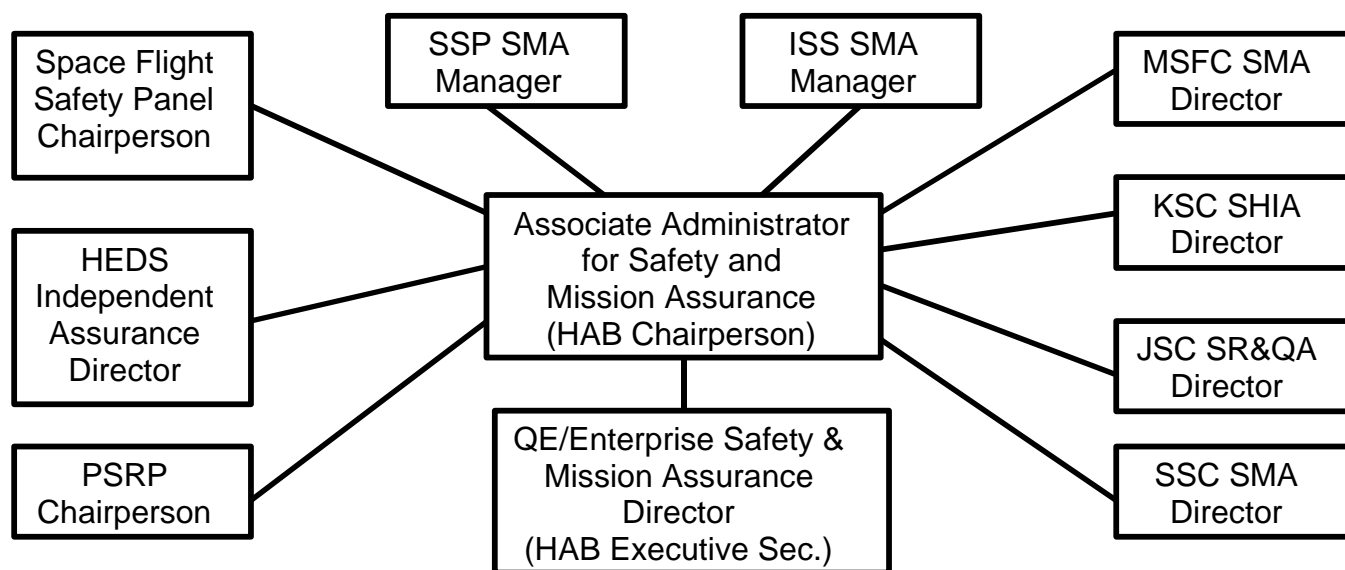 Space Flight
Safety Panel
Chairperson
SSP SMA
Manager
ISS SMA
Manager
MSFC SMA
Director
KSC SHIA
Director
HEDS
Independent
Assurance
Director
Associate Administrator
for Safety and
Mission Assurance
(HAB Chairperson)
JSC SR&QA
Director
PSRP
Chairperson
QE/Enterprise Safety &
Mission Assurance
Director
(HAB Executive Sec.)
SSC SMA
Director